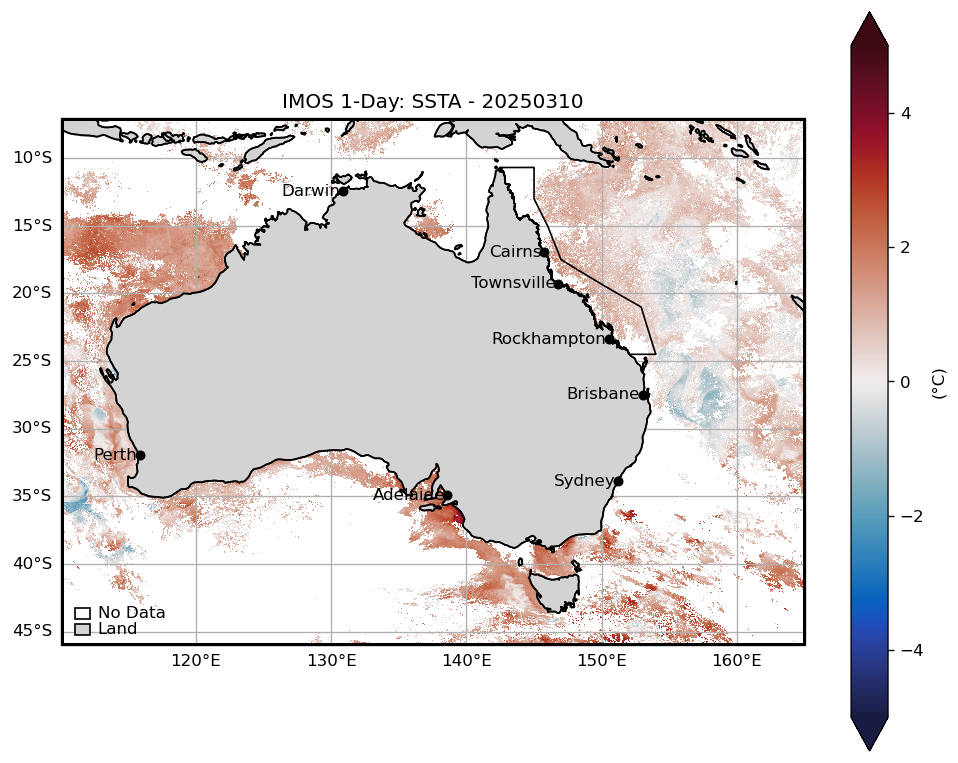 IMOS 1-Day: SSTA - 20250310
10°S
15°S
20°S
25°S
30°S
35°S
40°S
45°S
Darwin
Cairns
Townsville
Rockhampton
Brisbane
Perth
Sydney
Adelaide
No Data
Land
120°E 130°E 140°E 150°E 160°E
4
2
0
−2
−4
(°C)